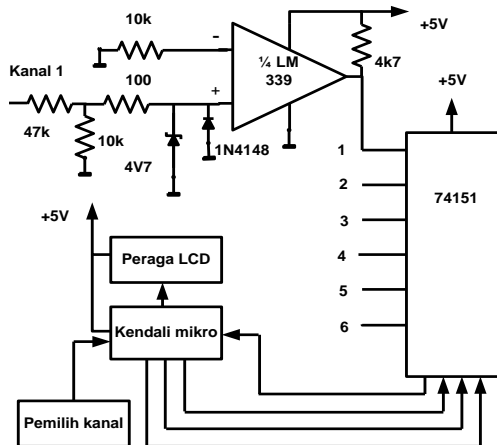 10k
-
+5V
¼ LM
339
4k7
Kanal 1
100
+
+5V
47k
10k
4V7
1N4148
1
2
3
4
5
6
74151
+5V
Peraga LCD
Kendali mikro
Pemilih kanal